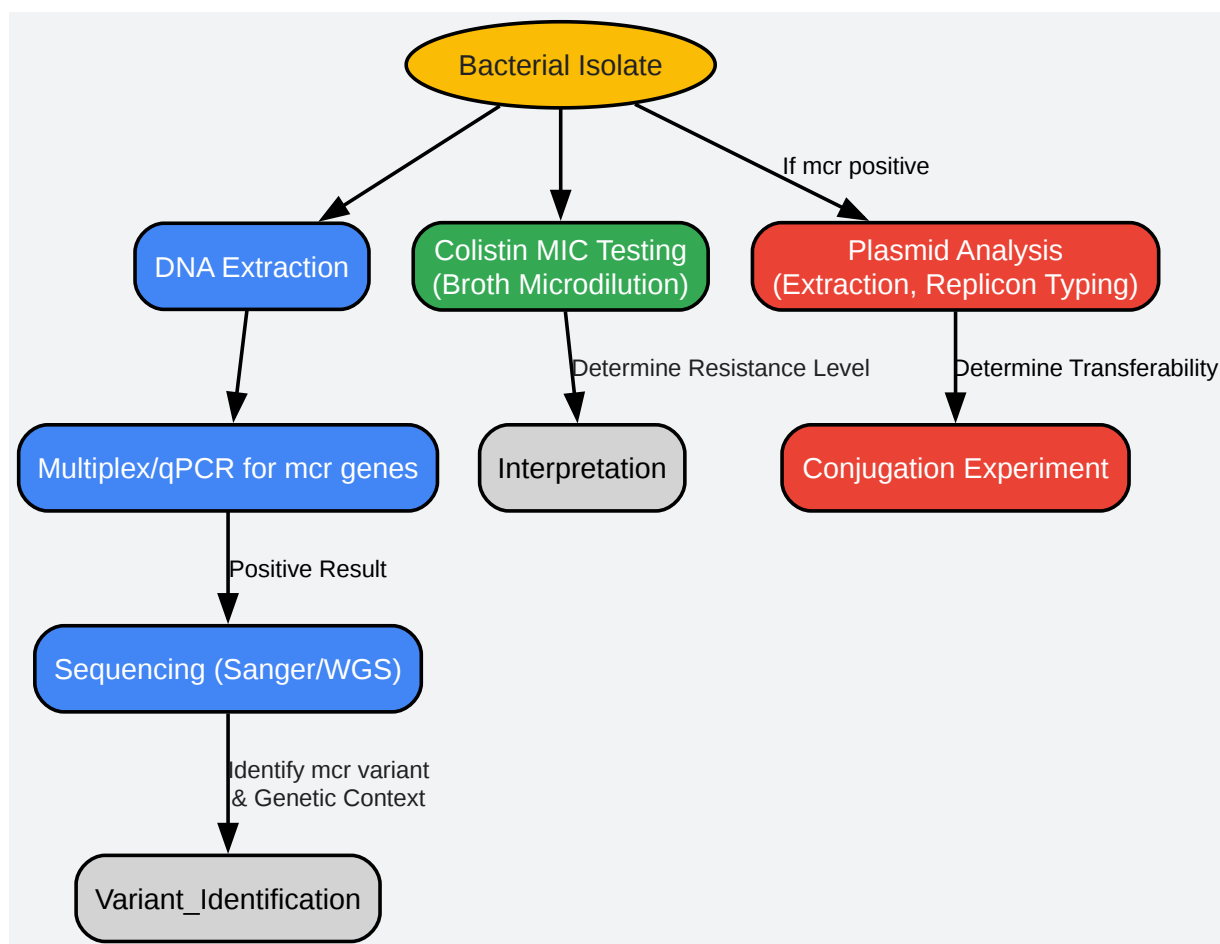 Bacterial Isolate
If mcr positive
DNA Extraction
Colistin MIC Testing
(Broth Microdilution)
Plasmid Analysis
(Extraction, Replicon Typing)
Determine Resistance Level
Determine Transferability
Multiplex/qPCR for mcr genes
Interpretation
Conjugation Experiment
Positive Result
Sequencing (Sanger/WGS)
Identify mcr variant
& Genetic Context
Variant_Identification